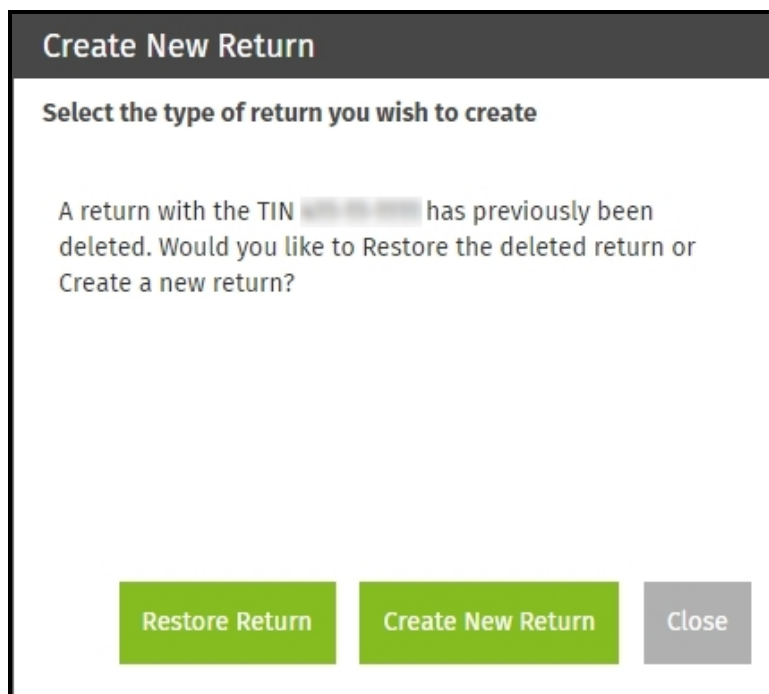 Create New Return
Select the type of return you wish to create
A return with the TIN has previously been
deleted. Would you like to Restore the deleted return or
Create a new return?
Restore Return Create New Return Close